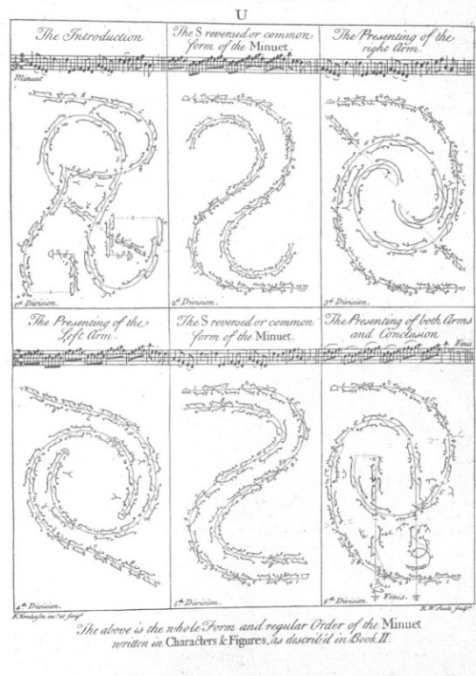 U
The Introduction
The S reversed or common
form of the Minuet
The Presenting of the
right Arm.
Minuet
1st Division.
2d Division.
3d Division.
The Presenting of the
Left Arm.
The S reversed or common
form of the Minuet.
The Presenting of both Arms
and Conclusion
Finis
4th Division.
5th Division.
6th Division.
Finis.
The above is the whole Form and regular Order of the Minuet
written in Characters & Figures, as describ'd in Book II.